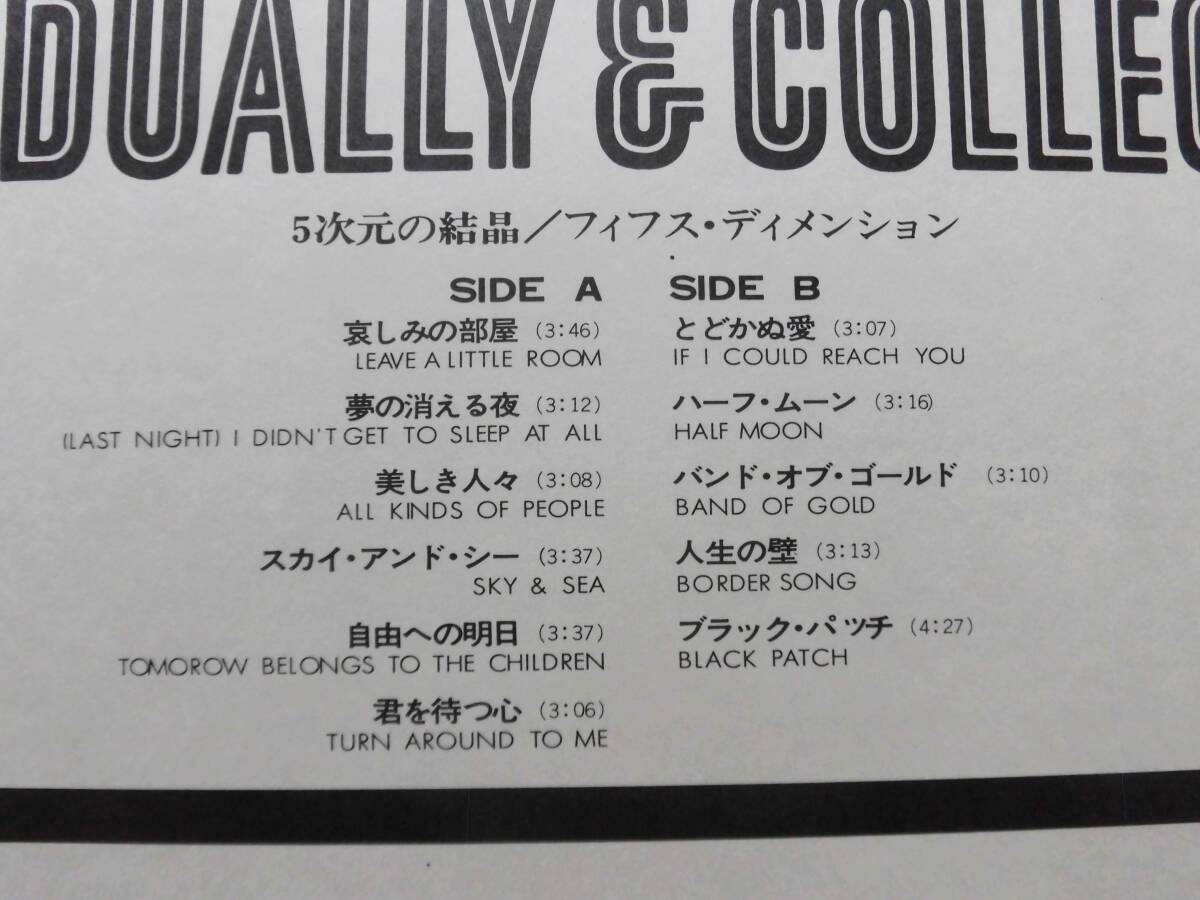 DUALLY & COLLEC
5次元の結晶/フィフス・ディメンション
SIDE A
哀しみの部屋 (3:46)
LEAVE A LITTLE ROOM
夢の消える夜 (3:12)
(LAST NIGHT) I DIDN'T GET TO SLEEP AT ALL
美しき人々 (3:08)
ALL KINDS OF PEOPLE
スカイ・アンド・シー (3:37)
SKY & SEA
自由への明日 (3:37)
TOMOROW BELONGS TO THE CHILDREN
君を待つ心 (3:06)
TURN AROUND TO ME
SIDE B
とどかぬ愛 (3:07)
IF I COULD REACH YOU
ハーフ・ムーン (3:16)
HALF MOON
バンド・オブ・ゴールド (3:10)
BAND OF GOLD
人生の壁 (3:13)
BORDER SONG
ブラック・パッチ (4:27)
BLACK PATCH